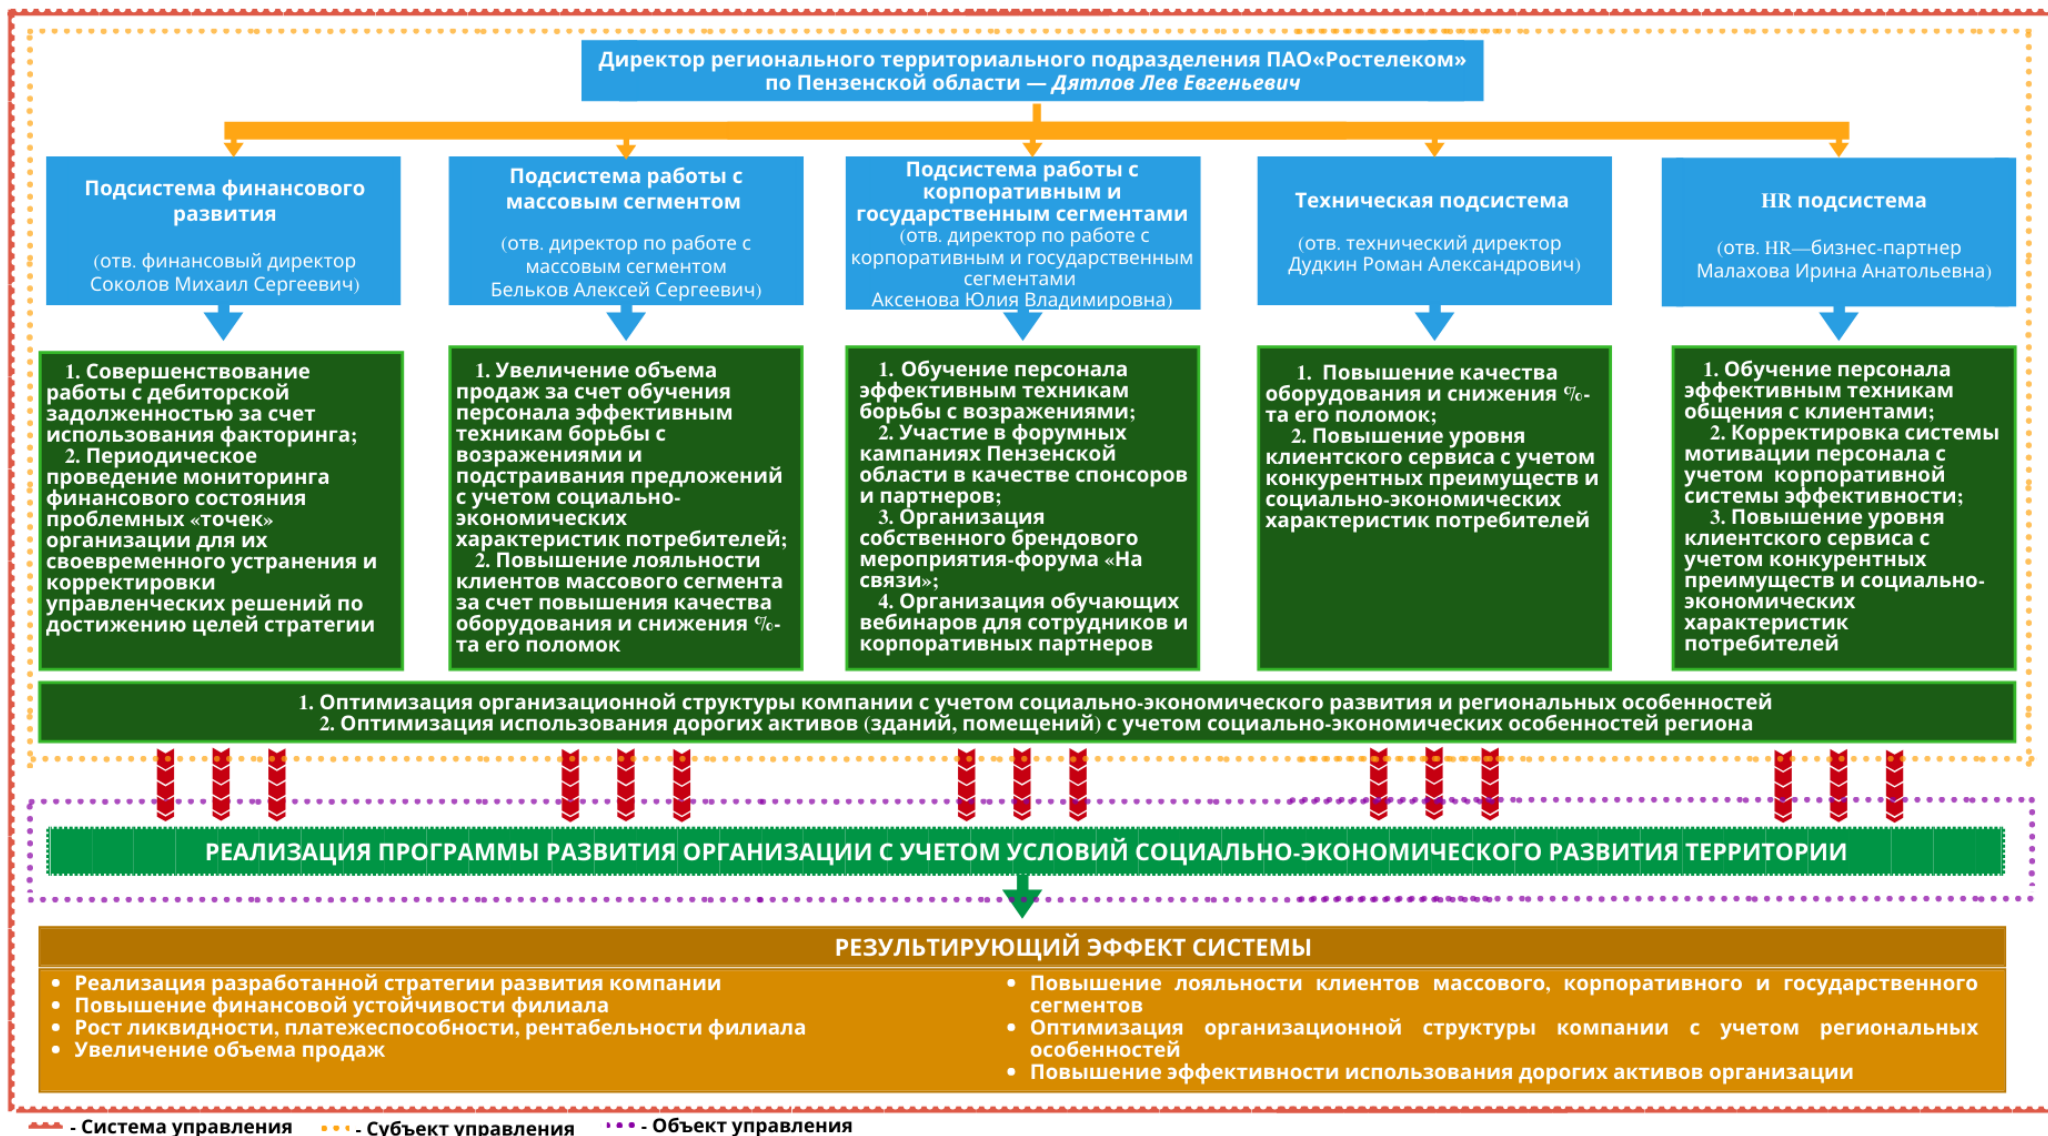 Директор регионального территориального подразделения ПАО«Ростелеком»
по Пензенской области — Дятлов Лев Евгеньевич
Подсистема финансового
развития
(отв. финансовый директор
Соколов Михаил Сергеевич)
Подсистема работы с
массовым сегментом
(отв. директор по работе с
массовым сегментом
Бельков Алексей Сергеевич)
Подсистема работы с
корпоративным и
государственным сегментами
(отв. директор по работе с
корпоративным и государственным
сегментами
Аксенова Юлия Владимировна)
Техническая подсистема
(отв. технический директор
Дудкин Роман Александрович)
HR подсистема
(отв. HR—бизнес-партнер
Малахова Ирина Анатольевна)
1. Совершенствование
работы с дебиторской
задолженностью за счет
использования факторинга;
2. Периодическое
проведение мониторинга
финансового состояния
проблемных «точек»
организации для их
своевременного устранения и
корректировки
управленческих решений по
достижению целей стратегии
1. Увеличение объема
продаж за счет обучения
персонала эффективным
техникам борьбы с
возражениями и
подстраивания предложений
с учетом социально-
экономических
характеристик потребителей;
2. Повышение лояльности
клиентов массового сегмента
за счет повышения качества
оборудования и снижения %-
та его поломок
1. Обучение персонала
эффективным техникам
борьбы с возражениями;
2. Участие в форумных
кампаниях Пензенской
области в качестве спонсоров
и партнеров;
3. Организация
собственного брендового
мероприятия-форума «На
связи»;
4. Организация обучающих
вебинаров для сотрудников и
корпоративных партнеров
1. Повышение качества
оборудования и снижения %-
та его поломок;
2. Повышение уровня
клиентского сервиса с учетом
конкурентных преимуществ и
социально-экономических
характеристик потребителей
1. Обучение персонала
эффективным техникам
общения с клиентами;
2. Корректировка системы
мотивации персонала с
учетом корпоративной
системы эффективности;
3. Повышение уровня
клиентского сервиса с
учетом конкурентных
преимуществ и социально-
экономических
характеристик
потребителей
1. Оптимизация организационной структуры компании с учетом социально-экономического развития и региональных особенностей
2. Оптимизация использования дорогих активов (зданий, помещений) с учетом социально-экономических особенностей региона
РЕАЛИЗАЦИЯ ПРОГРАММЫ РАЗВИТИЯ ОРГАНИЗАЦИИ С УЧЕТОМ УСЛОВИЙ СОЦИАЛЬНО-ЭКОНОМИЧЕСКОГО РАЗВИТИЯ ТЕРРИТОРИИ
РЕЗУЛЬТИРУЮЩИЙ ЭФФЕКТ СИСТЕМЫ
• Реализация разработанной стратегии развития компании
• Повышение финансовой устойчивости филиала
• Рост ликвидности, платежеспособности, рентабельности филиала
• Увеличение объема продаж
• Повышение лояльности клиентов массового, корпоративного и государственного
сегментов
• Оптимизация организационной структуры компании с учетом региональных
особенностей
• Повышение эффективности использования дорогих активов организации
- Система управления
- Субъект управления
- Объект управления